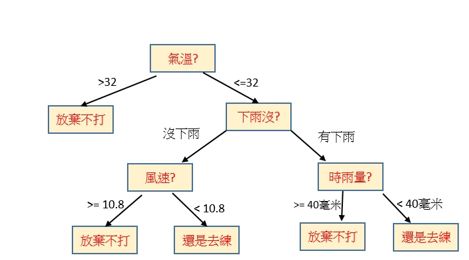 氣溫?
>32
<=32
放棄不打
下雨沒?
沒下雨
有下雨
風速?
時雨量?
>= 10.8
< 10.8
>= 40毫米
< 40毫米
放棄不打
還是去練
放棄不打
還是去練